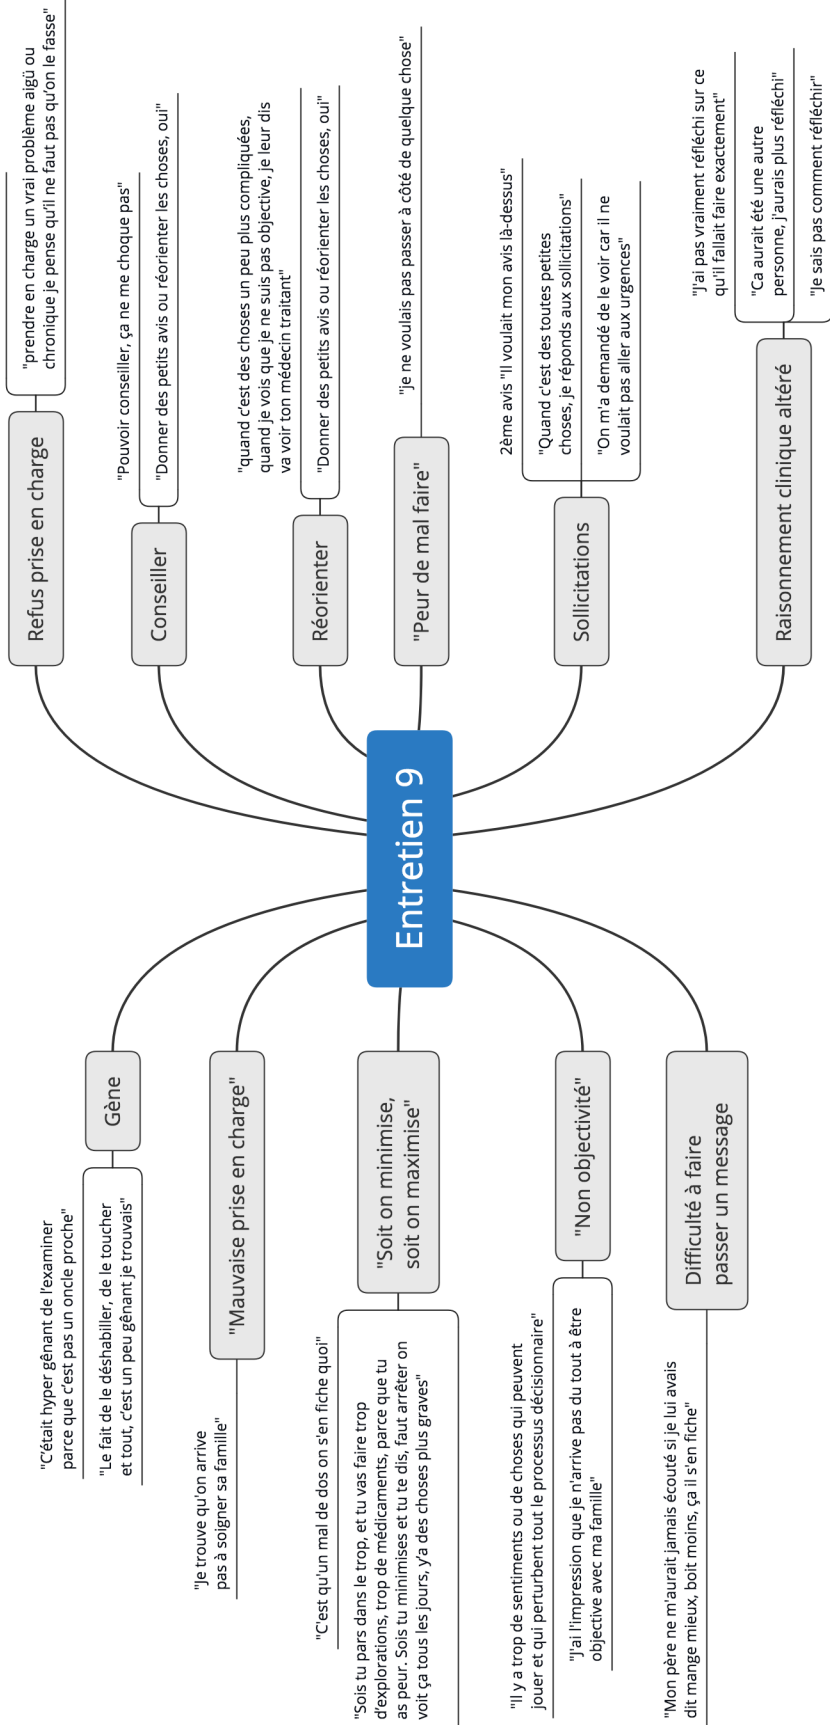 Entretien 9
Gène
"C'était hyper gênant de l'examiner
parce que c'est pas un oncle proche"
"Le fait de le déshabiller, de le toucher
et tout, c'est un peu gênant je trouvais"
"Mauvaise prise en charge"
"Je trouve qu'on arrive
pas à soigner sa famille"
"Soit on minimise,
soit on maximise"
"C'est qu'un mal de dos on s'en fiche quoi"
"Sois tu pars dans le trop, et tu vas faire trop
d'explorations, trop de médicaments, parce que tu
as peur. Sois tu minimises et tu te dis, faut arrêter on
voit ça tous les jours, y'a des choses plus graves"
"Non objectivité"
"Il y a trop de sentiments ou de choses qui peuvent
jouer et qui perturbent tout le processus décisionnaire"
"J'ai l'impression que je n'arrive pas du tout à être
objective avec ma famille"
Difficulté à faire
passer un message
"Mon père ne m'aurait jamais écouté si je lui avais
dit mange mieux, boit moins, ça il s'en fiche"
Refus prise en charge
"prendre en charge un vrai problème aigü ou
chronique je pense qu'il ne faut pas qu'on le fasse"
Conseiller
"Pouvoir conseiller, ça ne me choque pas"
"Donner des petits avis ou réorienter les choses, oui"
Réorienter
"quand c'est des choses un peu plus compliquées,
quand je vois que je ne suis pas objective, je leur dis
va voir ton médecin traitant"
"Donner des petits avis ou réorienter les choses, oui"
"Peur de mal faire"
"je ne voulais pas passer à côté de quelque chose"
Sollicitations
2ème avis "Il voulait mon avis là-dessus"
"Quand c'est des toutes petites
choses, je réponds aux sollicitations"
"On m'a demandé de le voir car il ne
voulait pas aller aux urgences"
Raisonnement clinique altéré
"J'ai pas vraiment réfléchi sur ce
qu'il fallait faire exactement"
"Ca aurait été une autre
personne, j'aurais plus réfléchi"
"Je sais pas comment réfléchir"